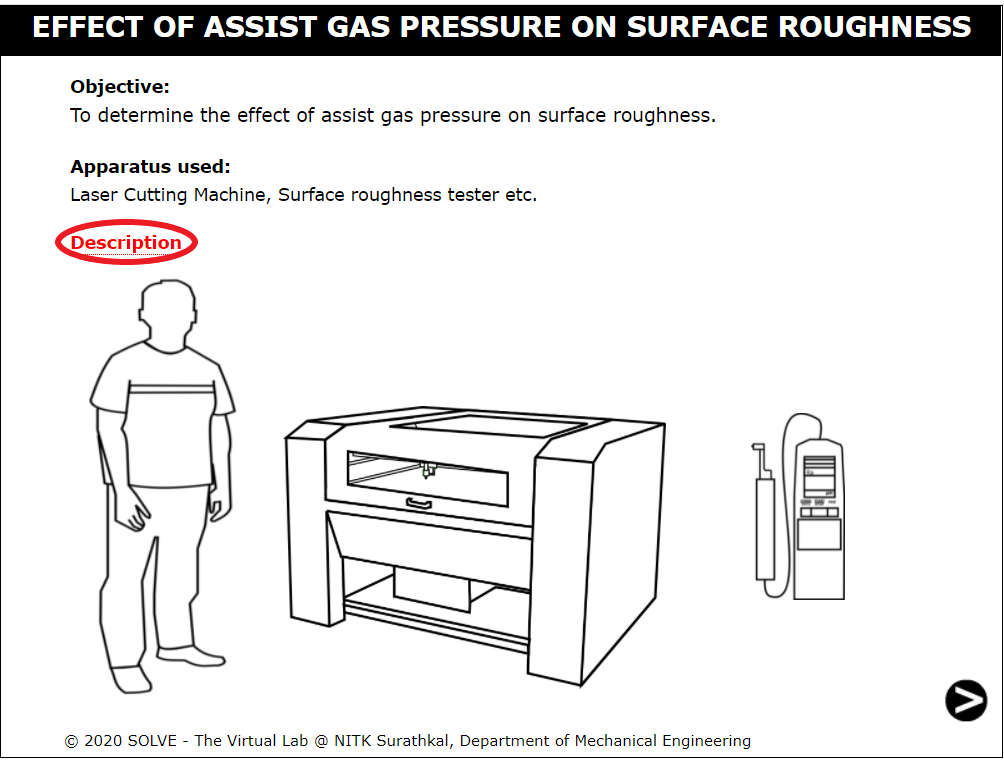 EFFECT OF ASSIST GAS PRESSURE ON SURFACE ROUGHNESS
Objective:
To determine the effect of assist gas pressure on surface roughness.
Apparatus used:
Laser Cutting Machine, Surface roughness tester etc.
Description
© 2020 SOLVE - The Virtual Lab @ NITK Surathkal, Department of Mechanical Engineering